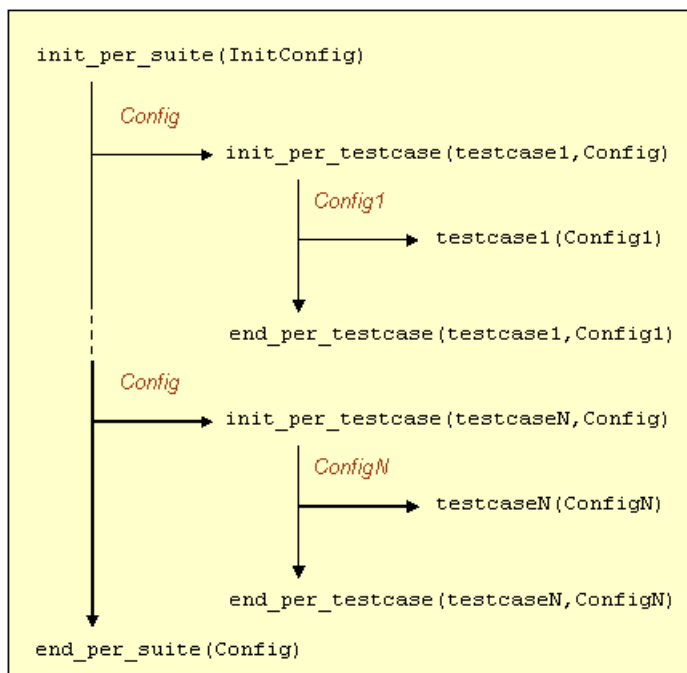 init_per_suite(InitConfig)
Config
init_per_testcase(testcase1,Config)
Config1
testcase1(Config1)
end_per_testcase(testcase1,Config1)
Config
init_per_testcase(testcaseN,Config)
ConfigN
testcaseN(ConfigN)
end_per_testcase(testcaseN,ConfigN)
end_per_suite(Config)